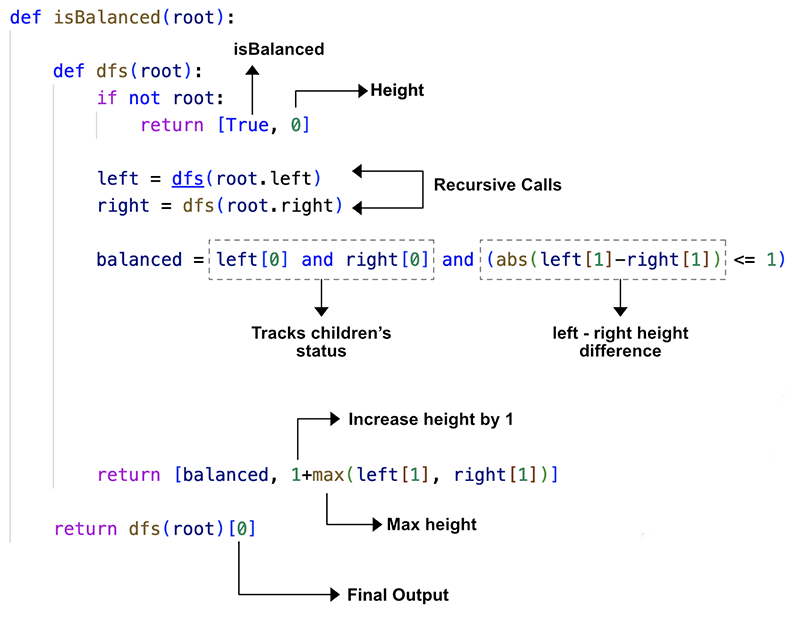 def isBalanced(root):
isBalanced
def dfs(root):
if not root:
Height
return [True, 0]
left = dfs(root.left)
Recursive Calls
right = dfs(root.right)
balanced = left[0] and right[0] and (abs(left[1]-right[1]) <= 1)
Tracks children’s
status
left - right height
difference
Increase height by 1
return [balanced, 1+max(left[1], right[1])]
Max height
return dfs(root)[0]
Final Output